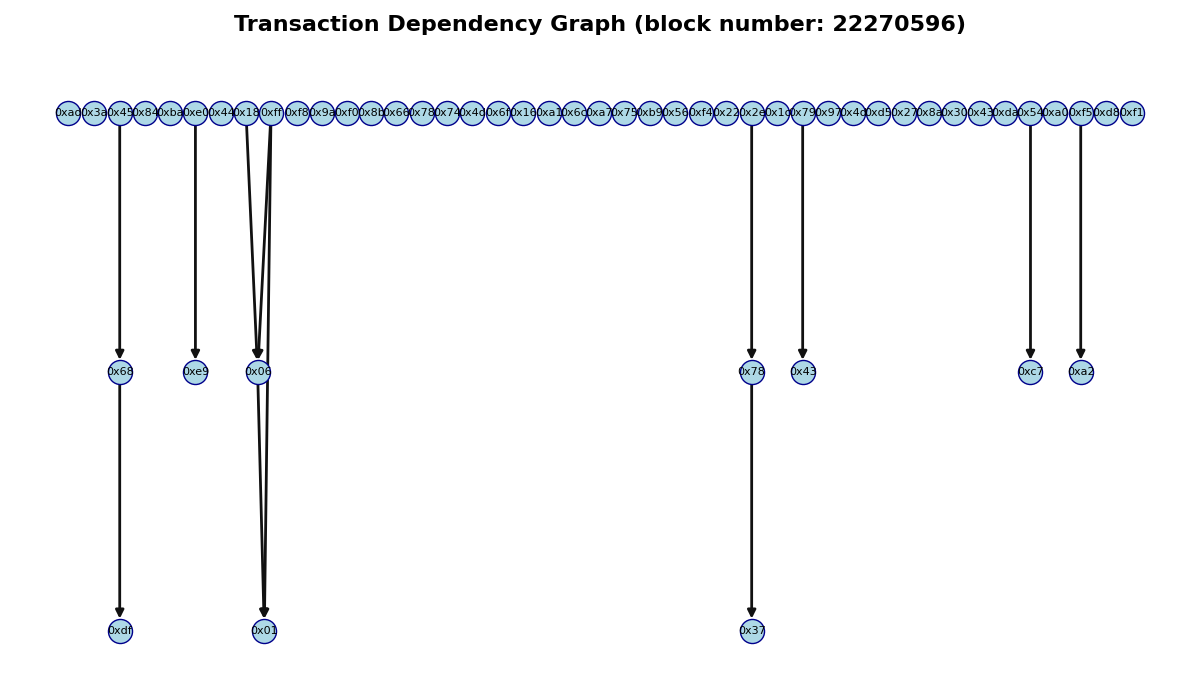 Transaction Dependency Graph (block number: 22270596)
0xad 0x3a 0x45 0x84 0xba 0xe0 0x44 0x18 0xff 0xf8 0x9a 0xf0 0x8b 0x66 0x78 0x74 0x4d 0x6f 0x16 0xa1 0x6c 0xa7 0x75 0xb9 0x56 0xf4 0x22 0x2e 0x1c 0x79 0x97 0x4c 0xd5 0x27 0x8a 0x30 0x43 0xda 0x54 0xa0 0xf5 0xd8 0xf1
0x68 0xe9 0x06 0x78 0x43 0xc7 0xa2
0xdf 0x01 0x37